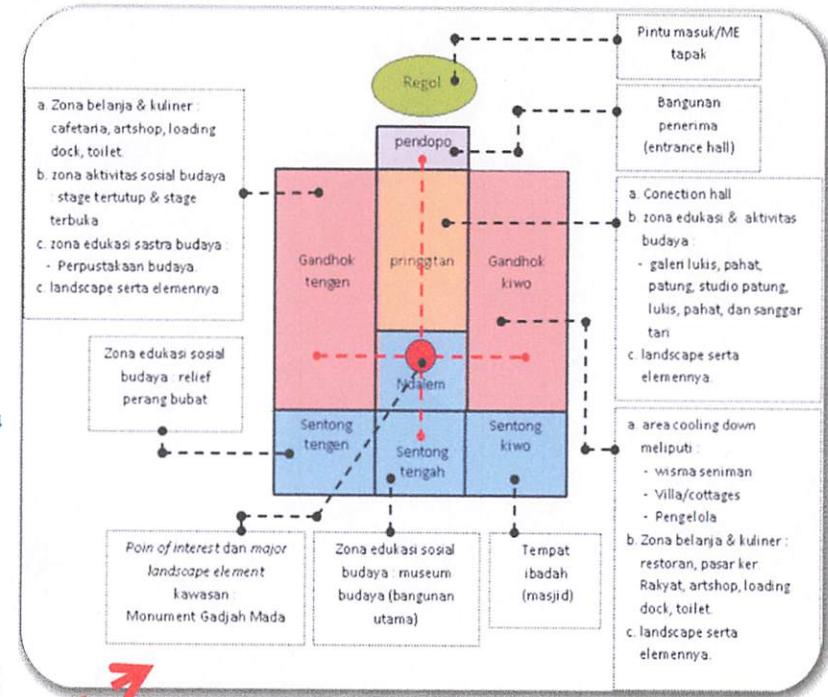 Pintu masuk/ME
tapak
Regol
Bangunan
penerima
(entrance hall)
pendopo
a. Zona belanja & kuliner :
cafetaria, artshop, loading
dock, toilet.
b. zona aktivitas sosial budaya
: stage tertutup & stage
terbuka
c. zona edukasi sastra budaya :
- Perpustakaan budaya.
c. landscape serta elemennya.
Gandhok
tengen
pringgitan
Gandhok
kiwo
a. Conection hall
b. zona edukasi & aktivitas
budaya :
- galeri lukis, pahat,
patung, studio patung,
lukis, pahat, dan sanggar
tari
c. landscape serta
elemennya.
Zona edukasi sosial
budaya : relief
perang bubat
Ndalem
Sentong
tengen
Sentong
tengah
Sentong
kiwo
a. area cooling down
meliputi :
- wisma seniman
- Villa/cottages
- Pengelola
b. Zona belanja & kuliner :
restoran, pasar ker.
Rakyat, artshop, loading
dock, toilet.
c. landscape serta
elemennya.
Poin of interest dan major
landscape element
kawasan :
Monument Gadjah Mada
Zona edukasi sosial
budaya : museum
budaya (bangunan
utama)
Tempat
ibadah
(masjid)